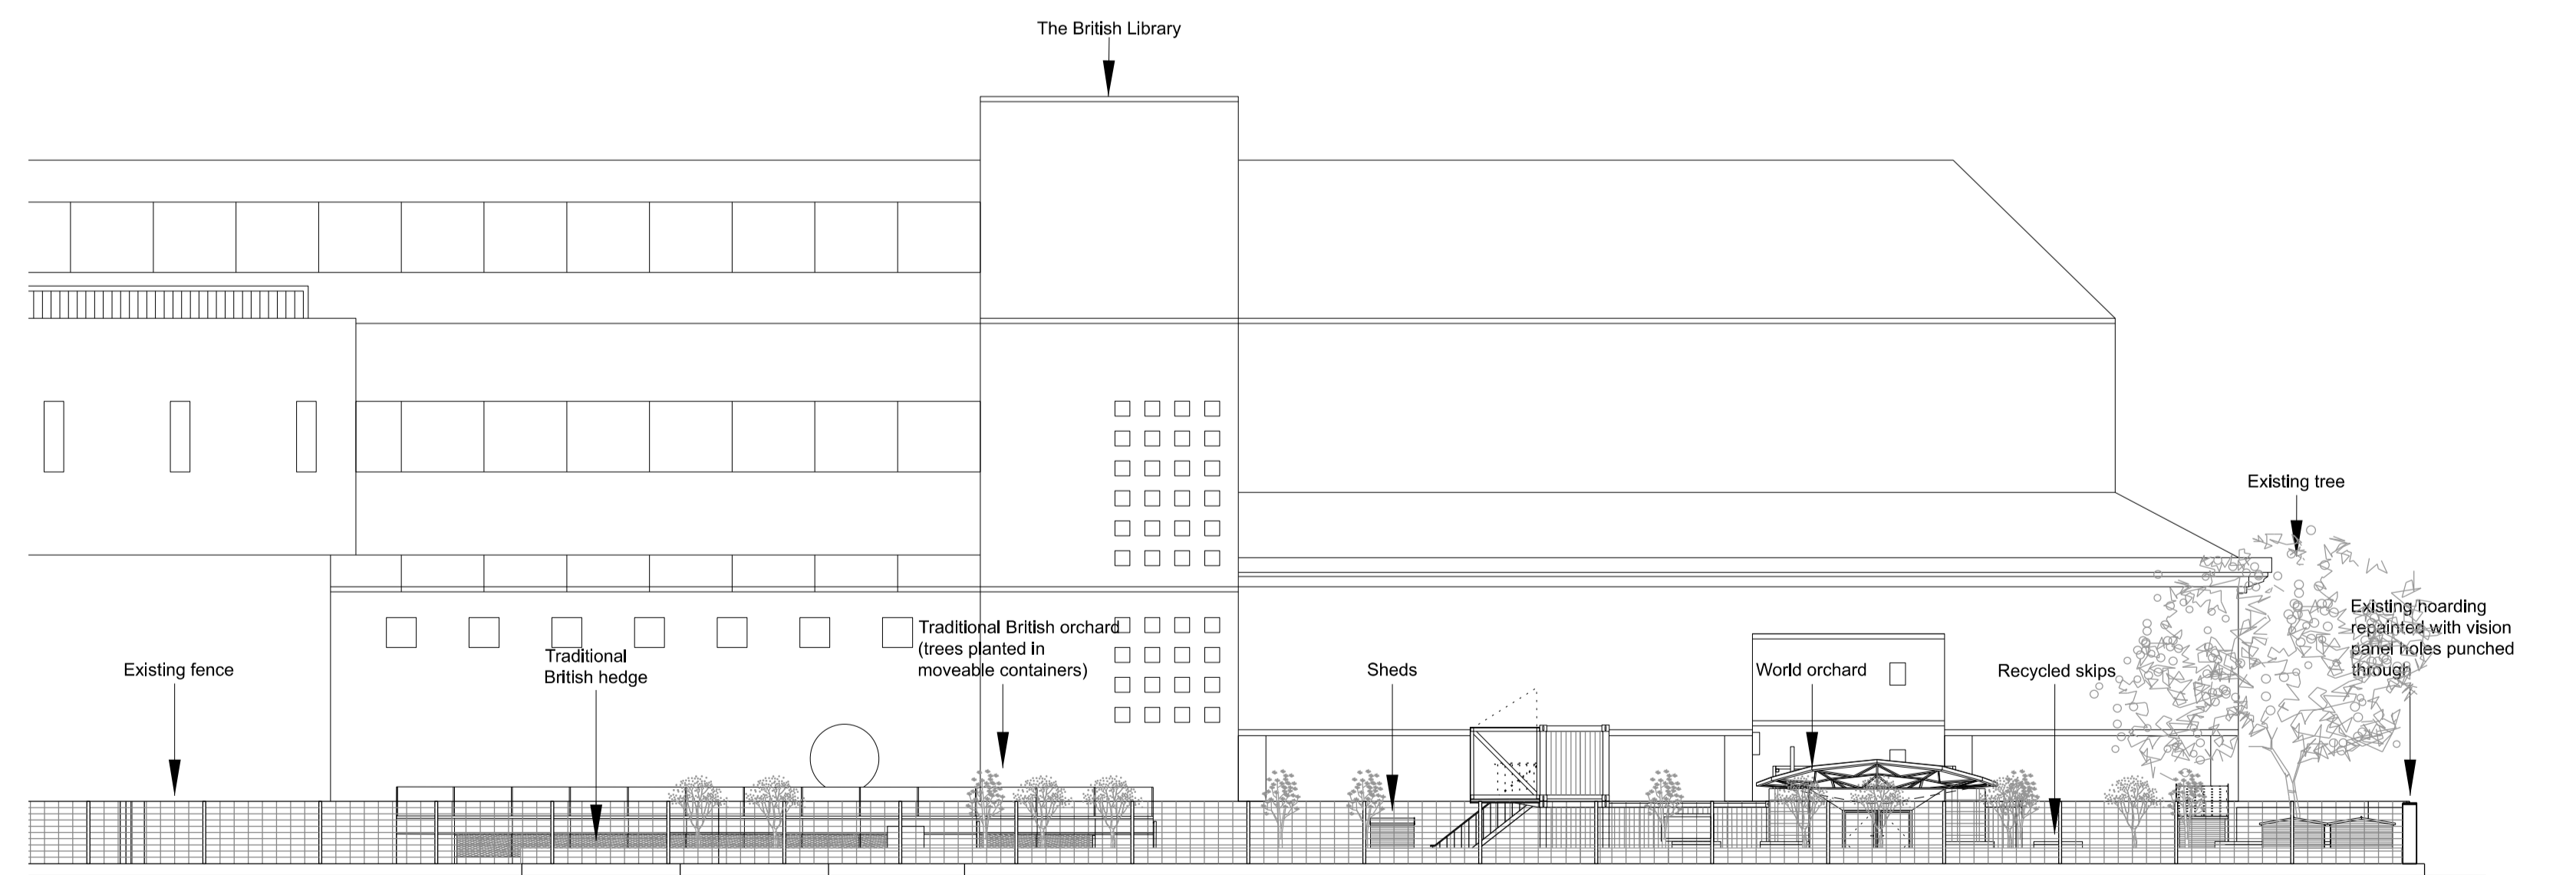 The British Library
Existing tree
Existing hoarding
repainted with vision
panel holes punched
through
Traditional British orchard
(trees planted in
moveable containers)
Traditional
British hedge
Existing fence
Sheds
World orchard
Recycled skips